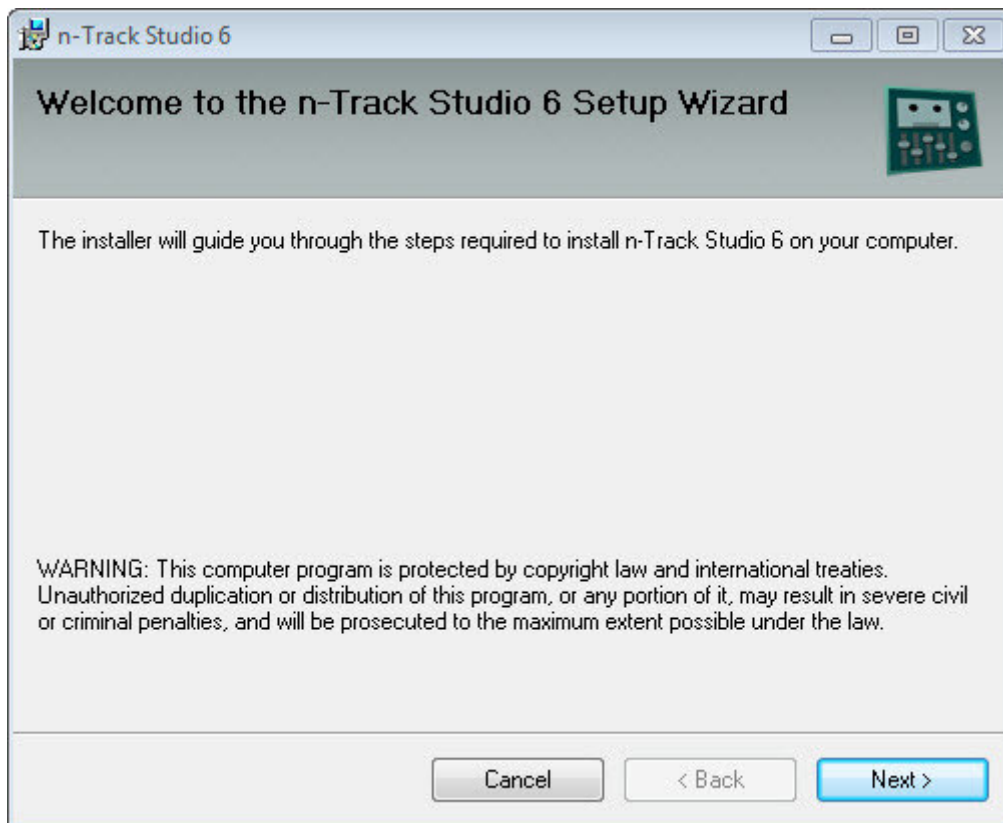 n-Track Studio 6
Welcome to the n-Track Studio 6 Setup Wizard
The installer will guide you through the steps required to install n-Track Studio 6 on your computer.
WARNING: This computer program is protected by copyright law and international treaties.
Unauthorized duplication or distribution of this program, or any portion of it, may result in severe civil
or criminal penalties, and will be prosecuted to the maximum extent possible under the law.
Cancel < Back Next >